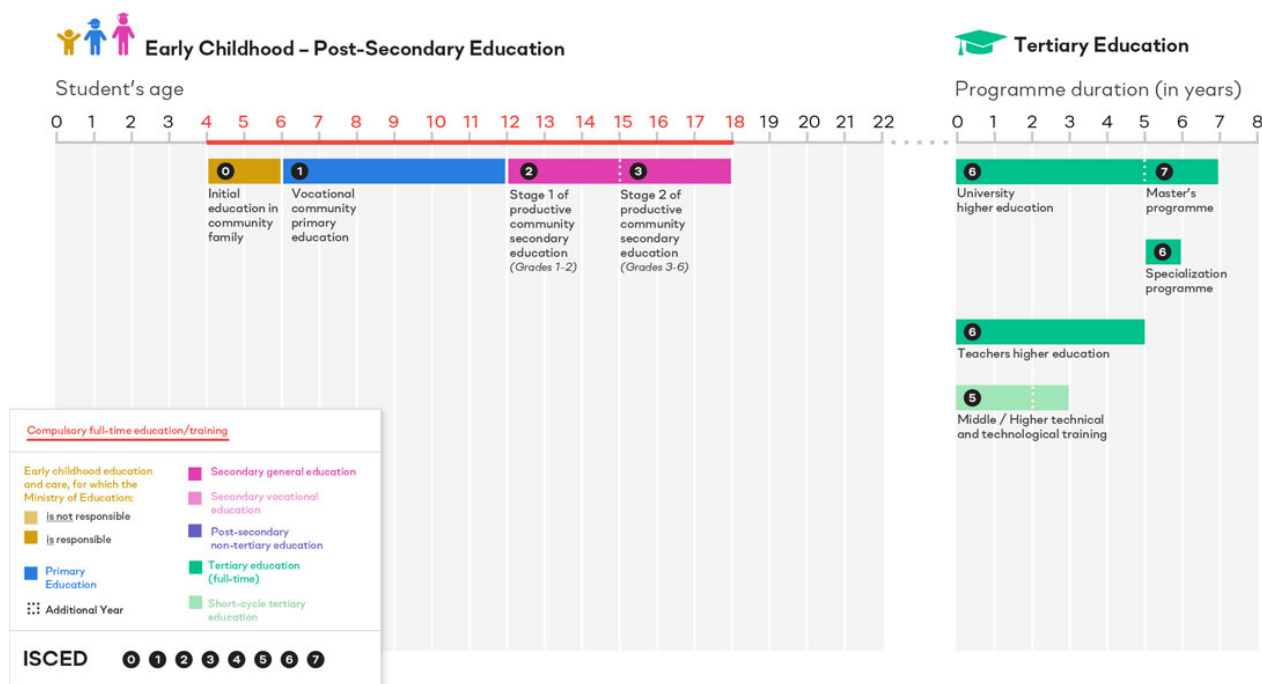 Early Childhood – Post-Secondary Education
Student's age
0 1 2 3 4 5 6 7 8 9 10 11 12 13 14 15 16 17 18 19 20 21 22
0
Initial
education in
community
family
1
Vocational
community
primary
education
2
Stage 1 of
productive
community
secondary
education
(Grades 1-2)
3
Stage 2 of
productive
community
secondary
education
(Grades 3-6)
Tertiary Education
Programme duration (in years)
0 1 2 3 4 5 6 7 8
6
University
higher education
7
Master's
programme
6
Specialization
programme
6
Teachers higher education
5
Middle / Higher technical
and technological training
Compulsory full-time education/training
Early childhood education
and care, for which the
Ministry of Education:
is not responsible
is responsible
Primary
Education
Additional Year
Secondary general education
Secondary vocational
education
Post-secondary
non-tertiary education
Tertiary education
(full-time)
Short-cycle tertiary
education
ISCED 0 1 2 3 4 5 6 7